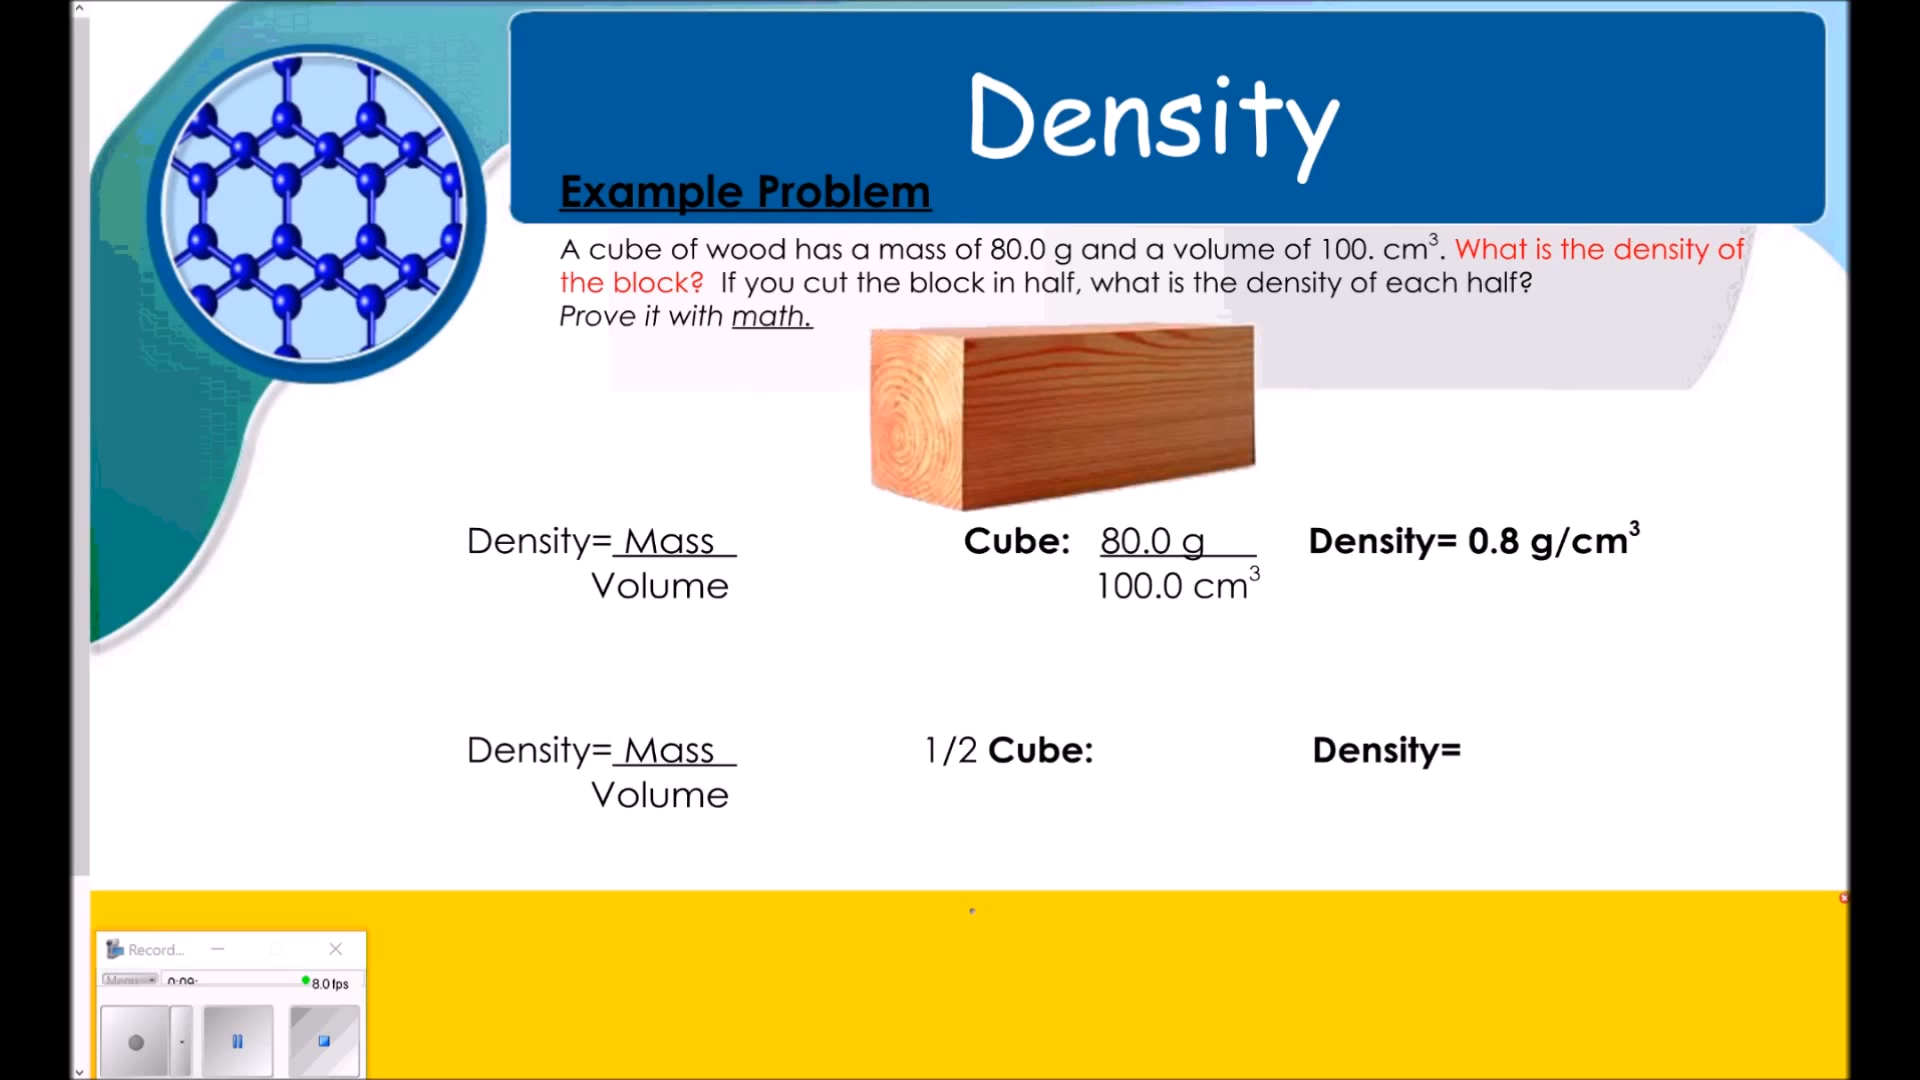 Density
Example Problem
A cube of wood has a mass of 80.0 g and a volume of 100. cm³. What is the density of
the block? If you cut the block in half, what is the density of each half?
Prove it with math.
Density= Mass
Volume
Cube: 80.0 g
100.0 cm³
Density= 0.8 g/cm³
Density= Mass
Volume
1/2 Cube:
Density=
Record...
Menu
8.0 fps